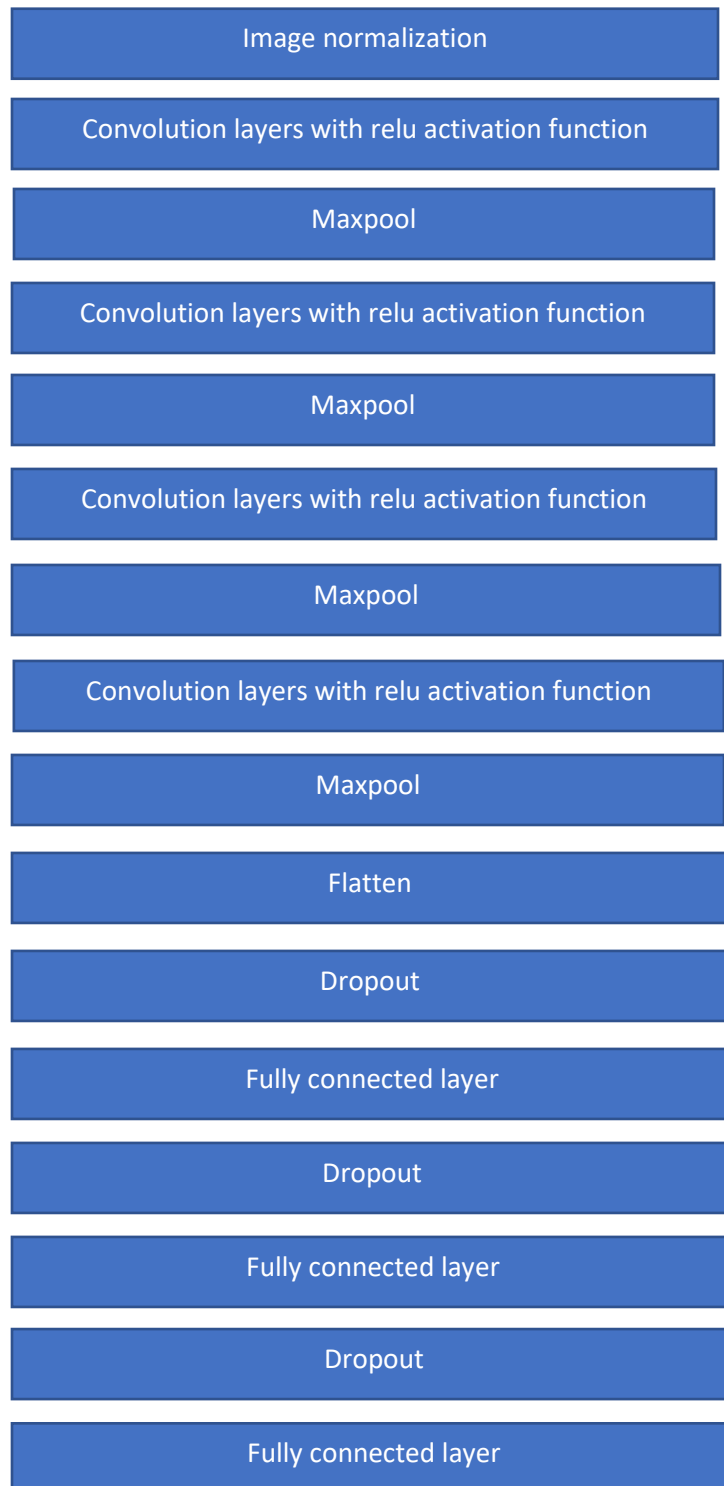 Image normalization
Convolution layers with relu activation function
Maxpool
Convolution layers with relu activation function
Maxpool
Convolution layers with relu activation function
Maxpool
Convolution layers with relu activation function
Maxpool
Flatten
Dropout
Fully connected layer
Dropout
Fully connected layer
Dropout
Fully connected layer